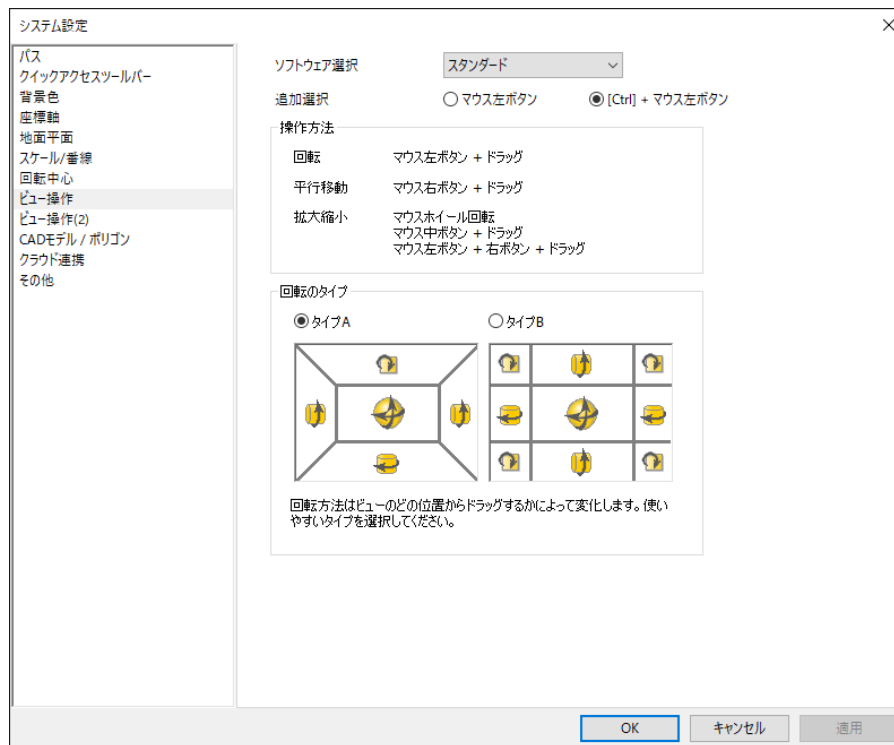 システム設定
パス
クイックアクセスツールバー
背景色
座標軸
地面平面
スケール/番線
回転中心
ビュー操作
ビュー操作(2)
CADモデル / ポリゴン
クラウド連携
その他
ソフトウェア選択 スタンダード
追加選択 マウス左ボタン [Ctrl] + マウス左ボタン
操作方法
回転 マウス左ボタン + ドラッグ
平行移動 マウス右ボタン + ドラッグ
拡大縮小 マウスホイール回転
マウス中ボタン + ドラッグ
マウス左ボタン + 右ボタン + ドラッグ
回転のタイプ
タイプA タイプB
回転方法はビューのどの位置からドラッグするかによって変化します。使い
やすいタイプを選択してください。
OK キャンセル 適用